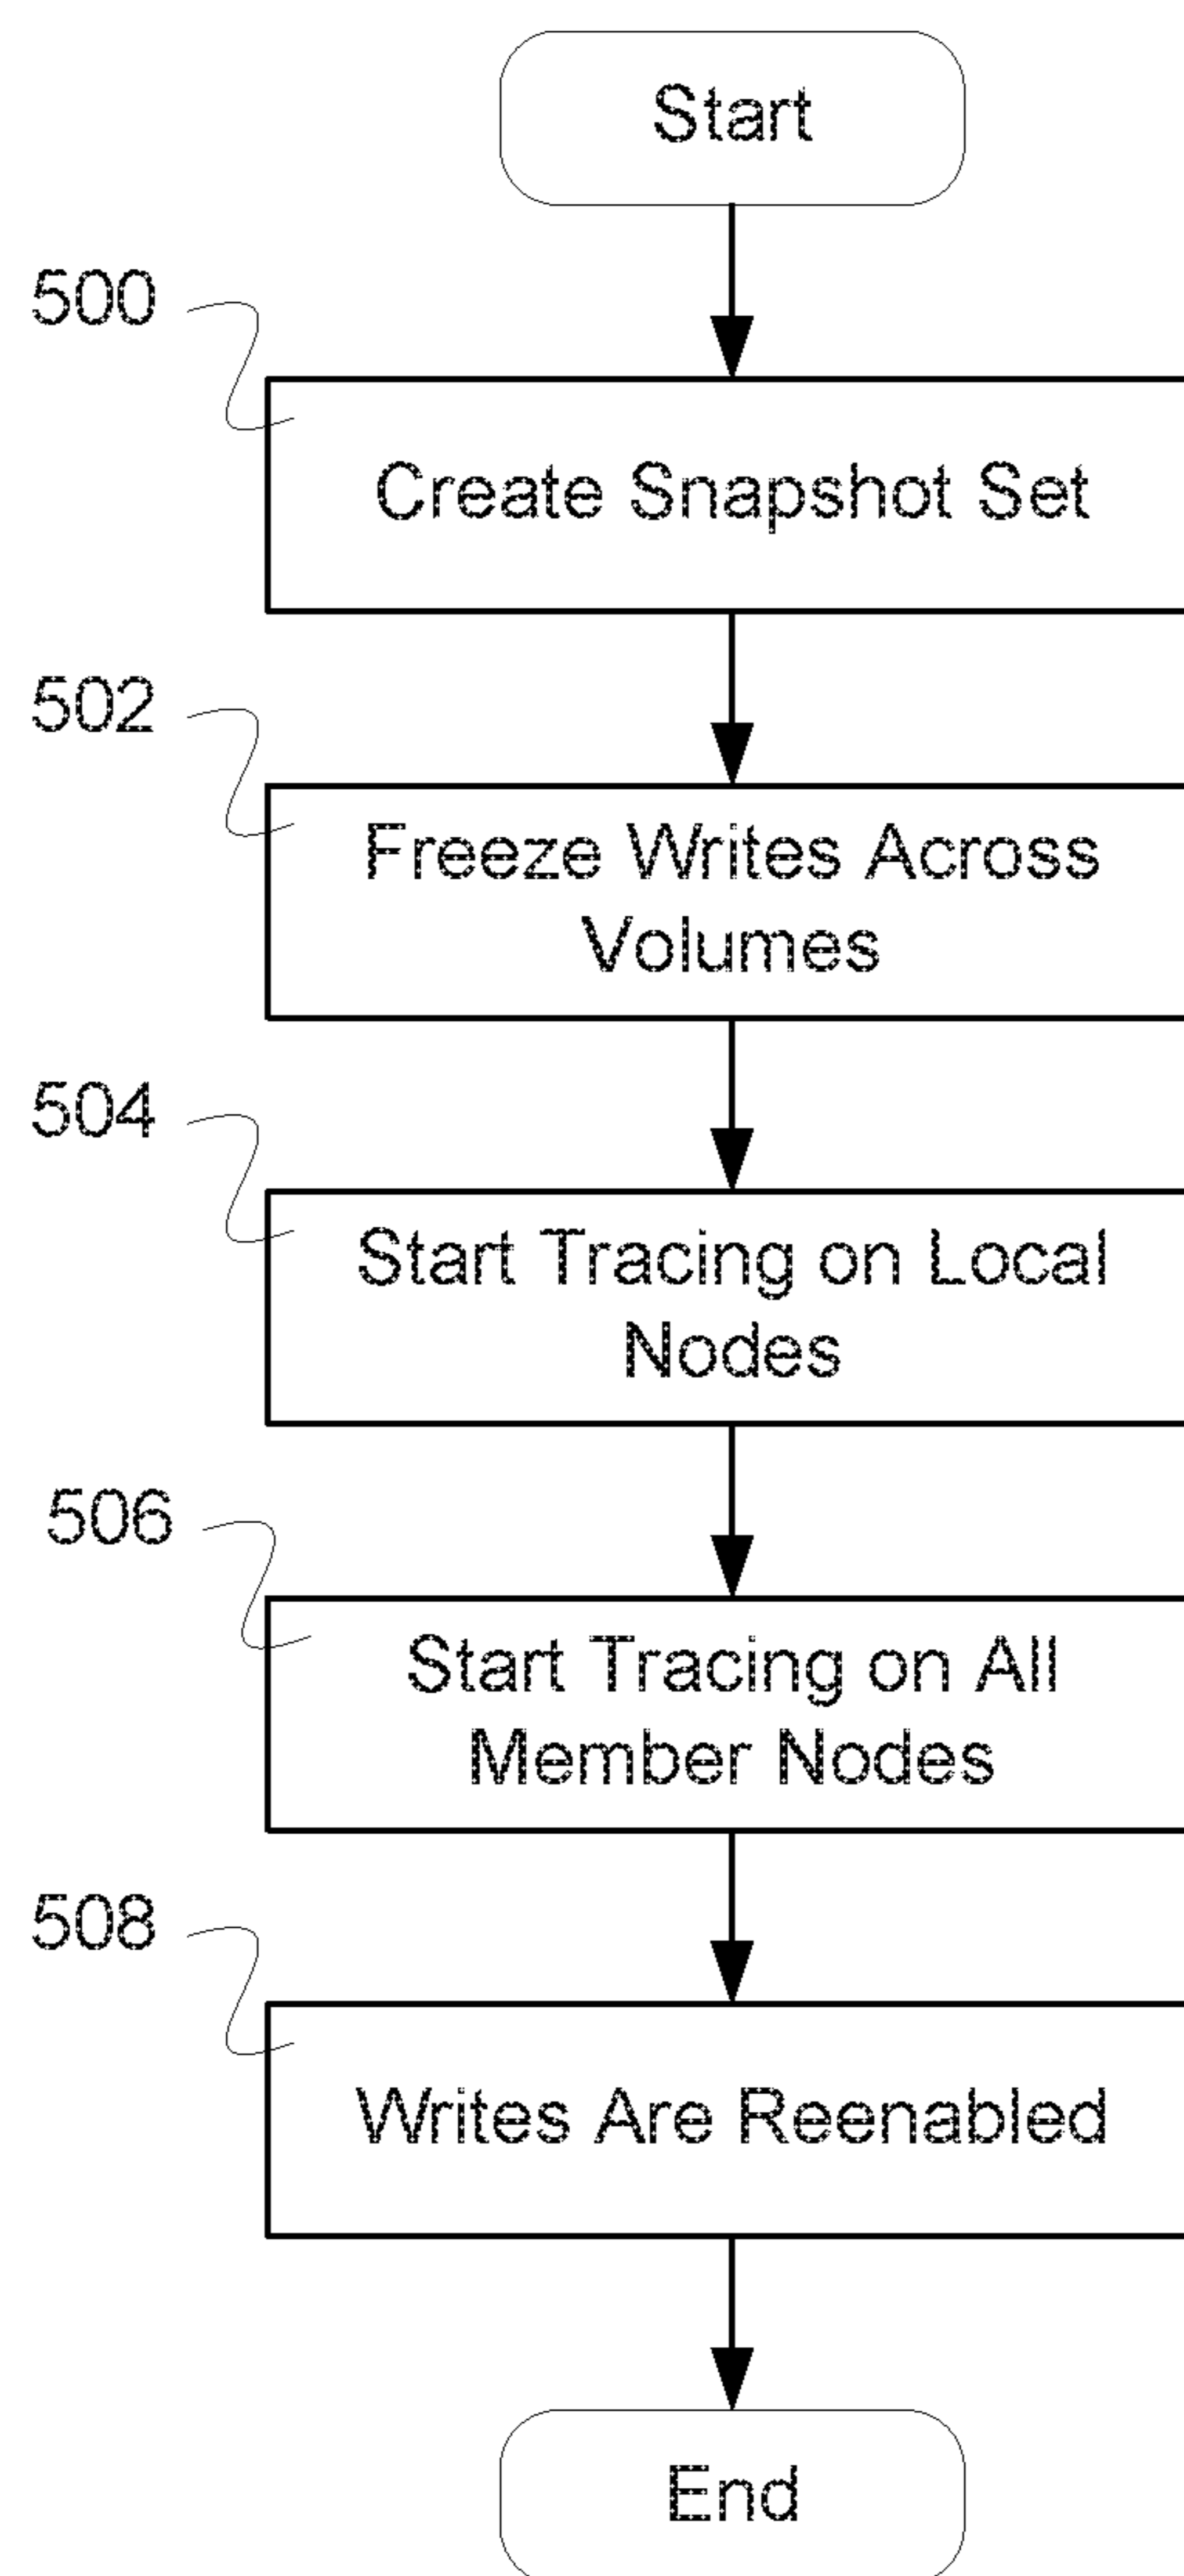 Start
500
Create Snapshot Set
502
Freeze Writes Across
Volumes
504
Start Tracing on Local
Nodes
506
Start Tracing on All
Member Nodes
508
Writes Are Reenabled
End